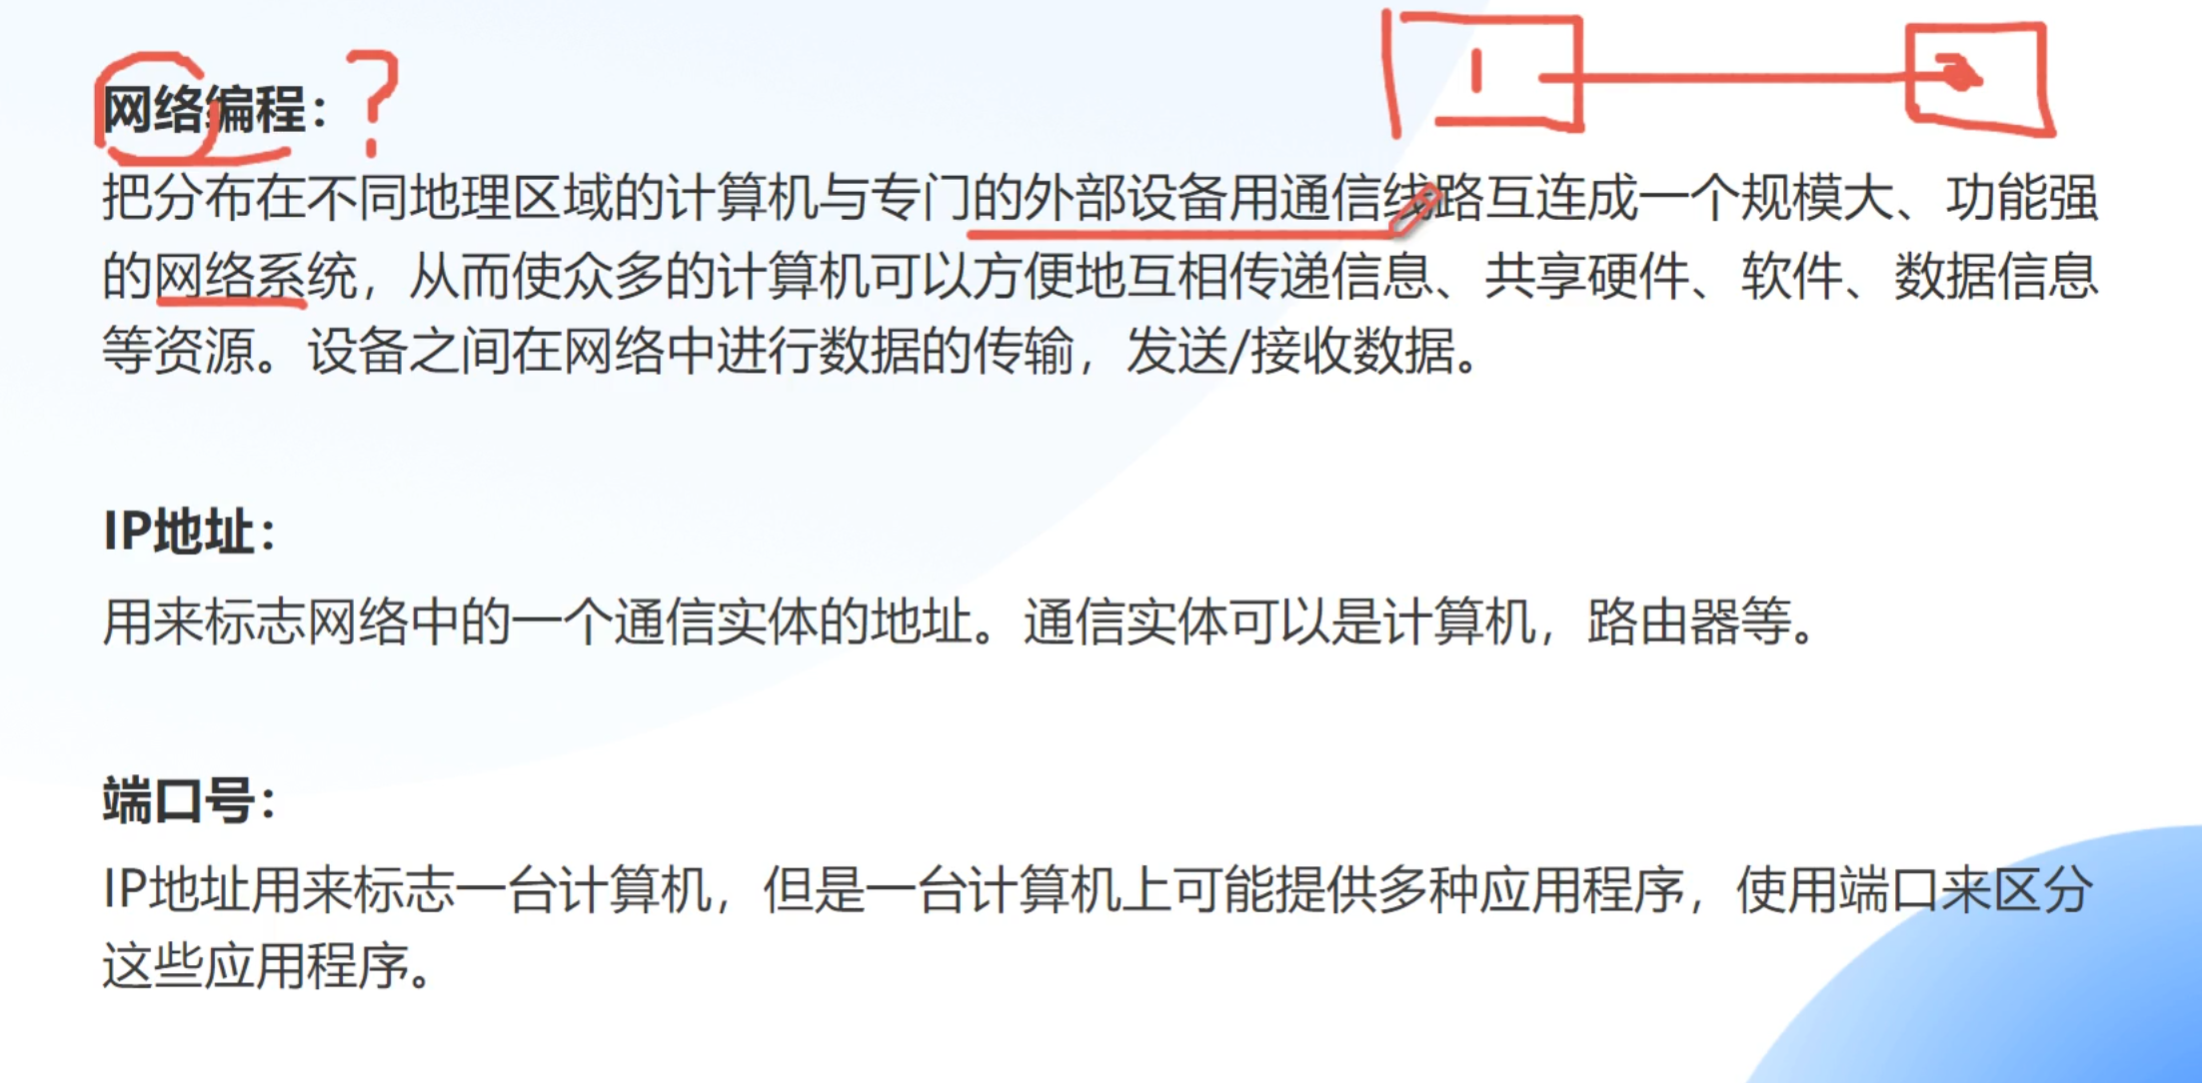 网络编程：？
把分布在不同地理区域的计算机与专门的外部设备用通信线路互连成一个规模大、功能强
的网络系统，从而使众多的计算机可以方便地互相传递信息、共享硬件、软件、数据信息
等资源。设备之间在网络中进行数据的传输，发送/接收数据。
IP地址：
用来标志网络中的一个通信实体的地址。通信实体可以是计算机，路由器等。
端口号：
IP地址用来标志一台计算机，但是一台计算机上可能提供多种应用程序，使用端口来区分
这些应用程序。